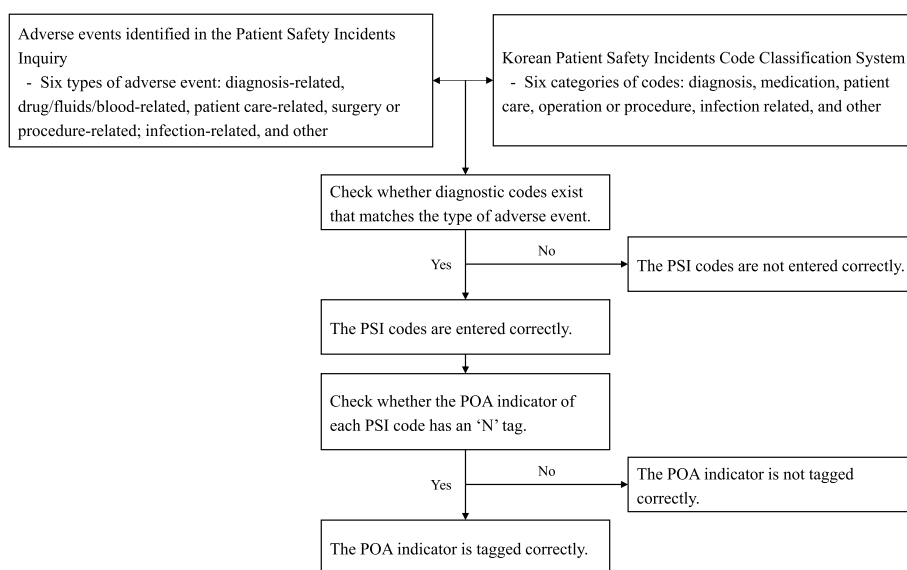 Adverse events identified in the Patient Safety Incidents
Inquiry
- Six types of adverse event: diagnosis-related,
drug/fluids/blood-related, patient care-related, surgery or
procedure-related; infection-related, and other
Korean Patient Safety Incidents Code Classification System
- Six categories of codes: diagnosis, medication, patient
care, operation or procedure, infection related, and other
Check whether diagnostic codes exist
that matches the type of adverse event.
Yes
No
The PSI codes are not entered correctly.
The PSI codes are entered correctly.
Check whether the POA indicator of
each PSI code has an ‘N’ tag.
Yes
No
The POA indicator is not tagged
correctly.
The POA indicator is tagged correctly.